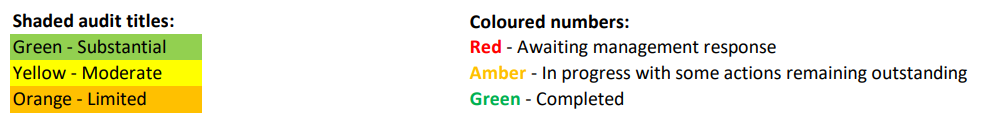 Shaded audit titles:
Green - Substantial
Yellow - Moderate
Orange - Limited
Coloured numbers:
Red - Awaiting management response
Amber - In progress with some actions remaining outstanding
Green - Completed